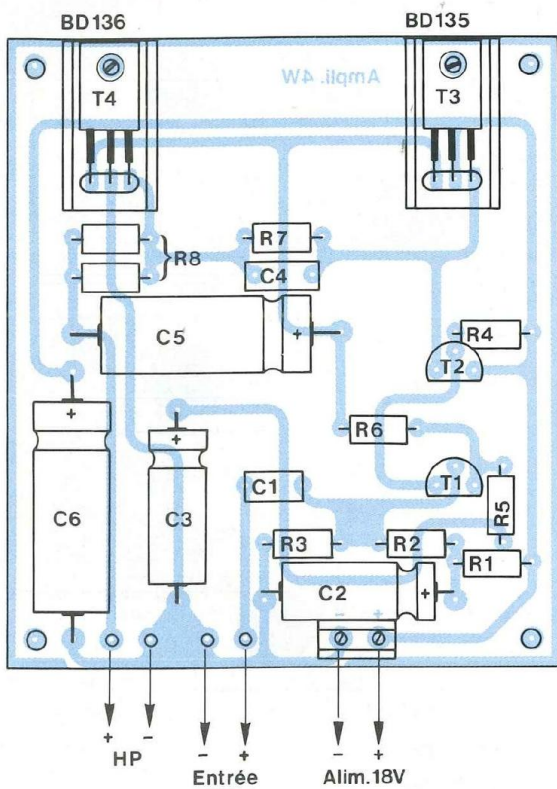 BD136
BD135
Ampli. 4W
T4
T3
R8
R7
C4
C5
+
R4
T2
R6
+
+
C6
C3
C1
T1
R5
R3
R2
R1
C2
+
- +
+ -
HP
- +
Entrée
- +
Alim.18V